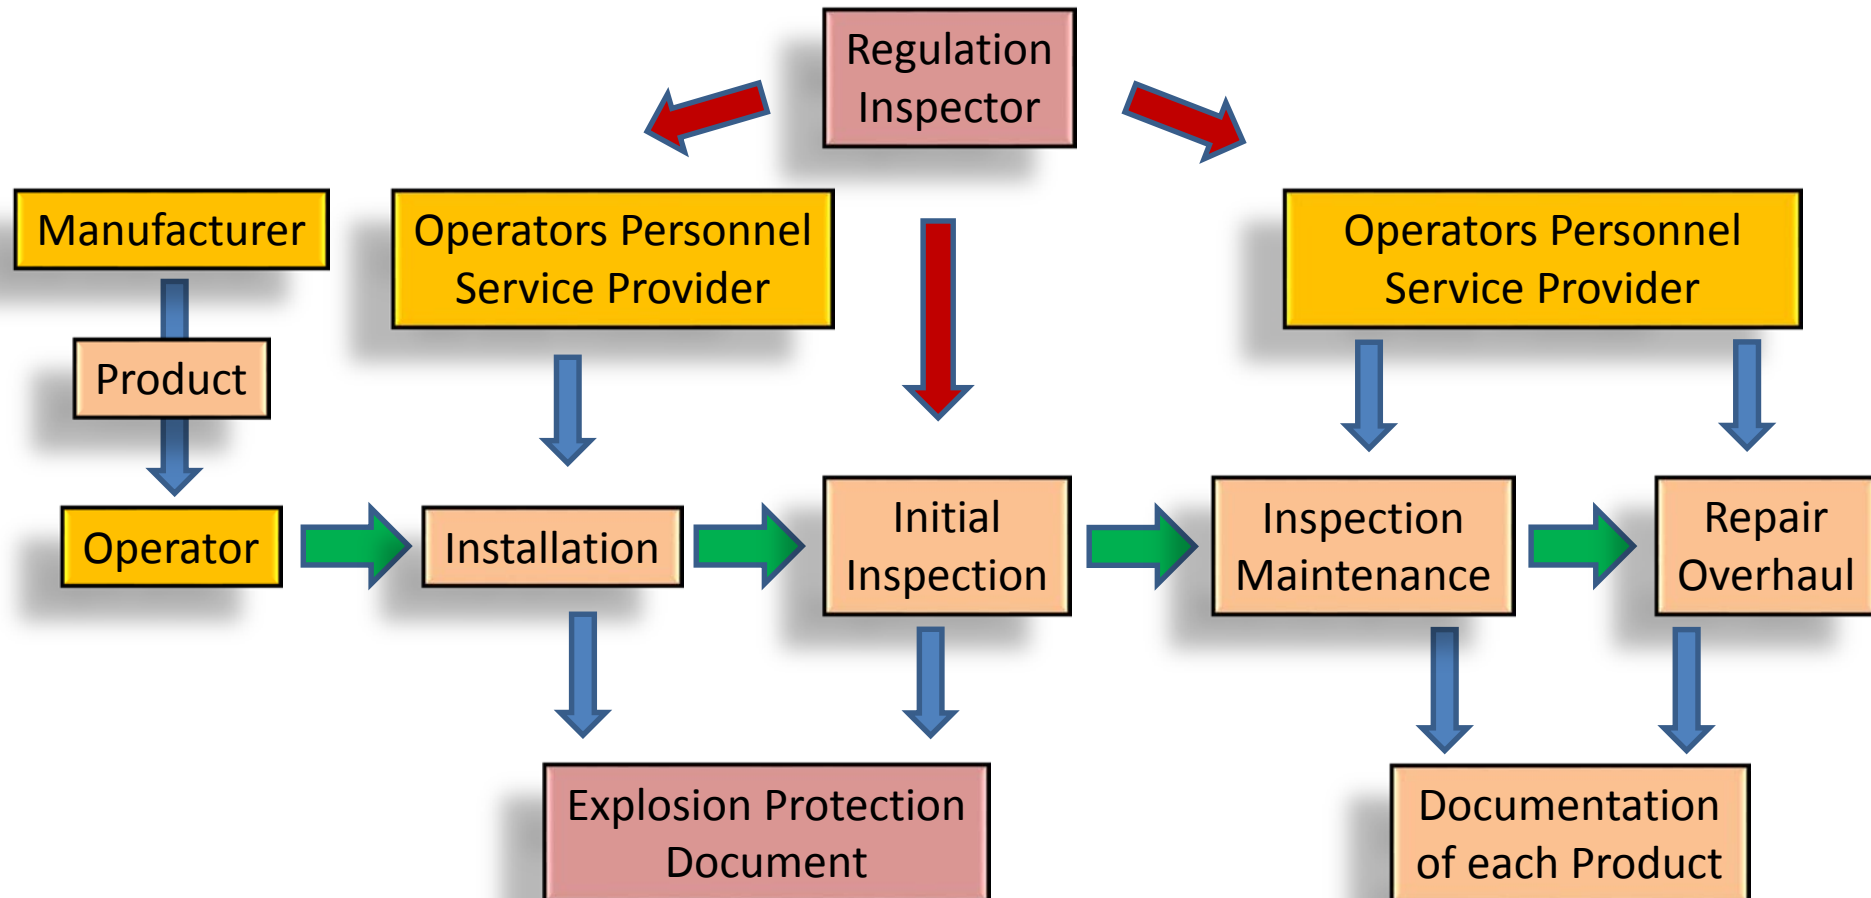 Regulation
Inspector
Manufacturer
Operators Personnel
Service Provider
Operators Personnel
Service Provider
Product
Operator
Installation
Initial
Inspection
Inspection
Maintenance
Repair
Overhaul
Explosion Protection
Document
Documentation
of each Product